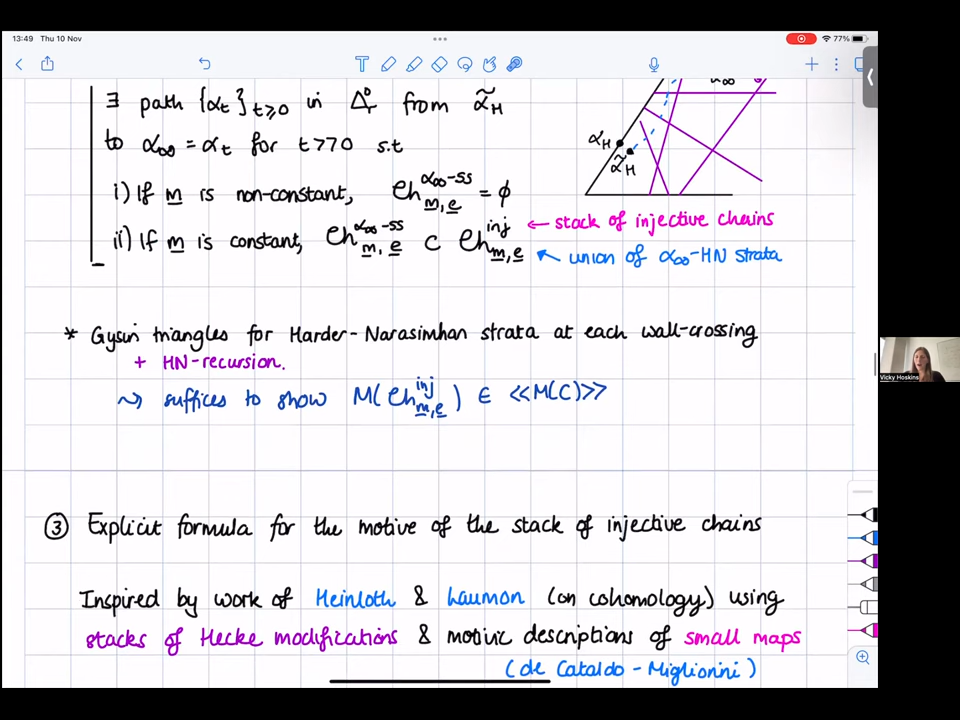 13:49 Thu 10 Nov
77%
∃ path {α_t}_{t⩾0} in Δ°_r from α̃_H
to α_∞ = α_t for t>70 s.t
i) If m is non-constant, Ch^{α_∞-ss}_{m,e} = ϕ
ii) If m is constant, Ch^{α_∞-ss}_{m,e} ⊂ Ch^{inj}_{m,e}
← stack of injective chains
↖ union of α_∞-HN strata
α_∞
α_H
α̃_H
* Gysin triangles for Harder-Narasimhan strata at each wall-crossing
+ HN-recursion.
⇝ suffices to show M(Ch^{inj}_{m,e}) ∈ <<M(C)>>
③ Explicit formula for the motive of the stack of injective chains
Inspired by work of Heinloth & Laumon (on cohomology) using
stacks of Hecke modifications & motivic descriptions of small maps
(de Cataldo - Migliorini)
Vicky Hoskins